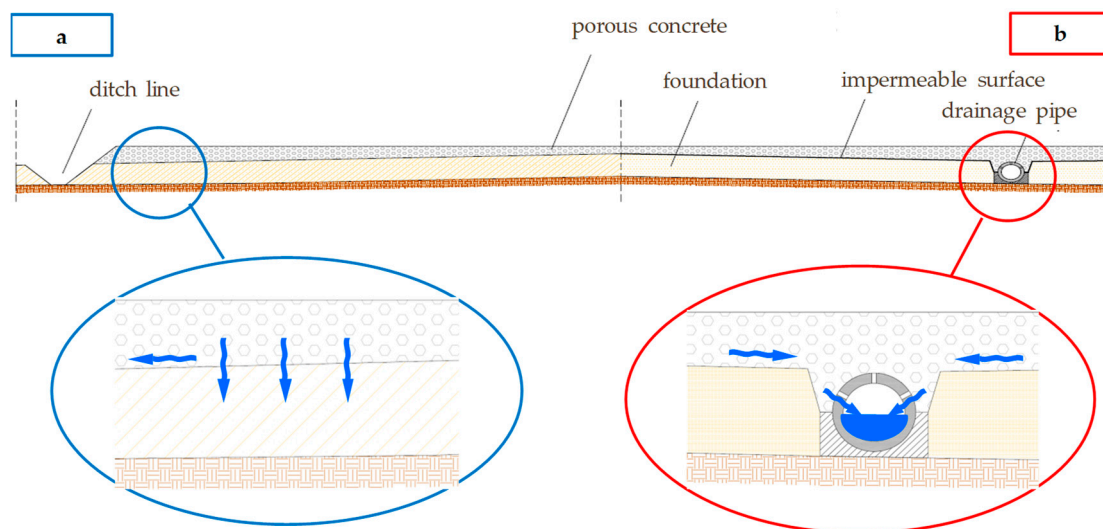 a
b
porous concrete
ditch line
foundation
impermeable surface
drainage pipe